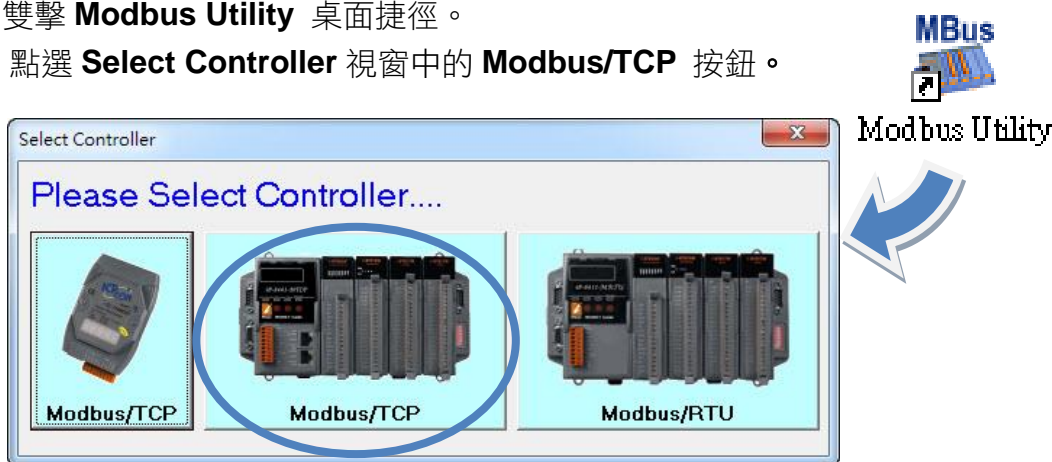 雙擊 Modbus Utility 桌面捷徑。
點選 Select Controller 視窗中的 Modbus/TCP 按鈕。
MBus
Modbus Utility
Select Controller
Please Select Controller....
Modbus/TCP
Modbus/TCP
Modbus/RTU